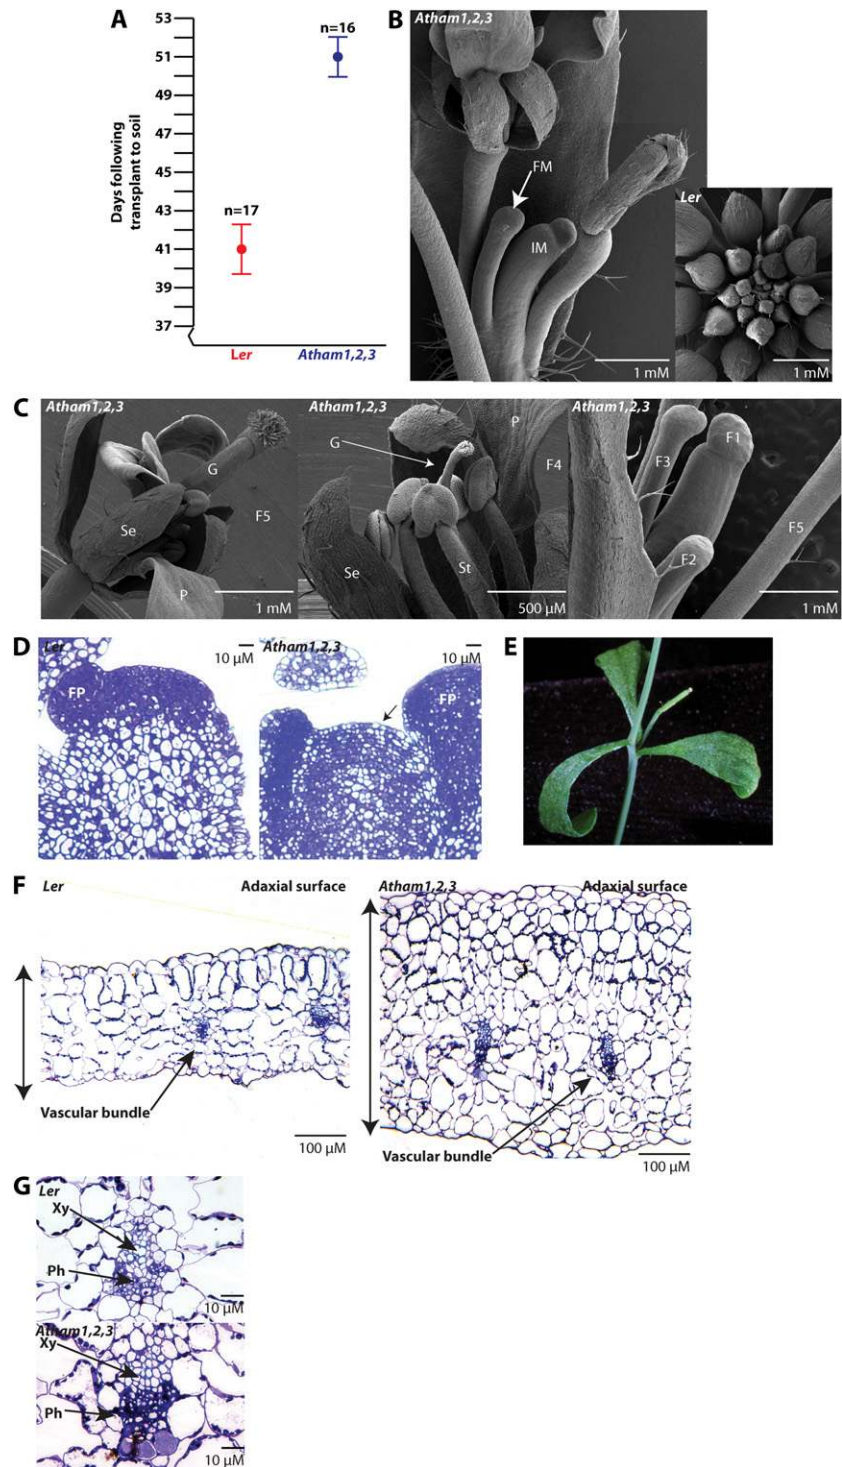 A
53
51
49
47
45
43
41
39
37
Days following
transplant to soil
n=16
n=17
Ler
Atham1,2,3
B
Atham1,2,3
FM
IM
1 mM
Ler
1 mM
C
Atham1,2,3
G
Se
F5
P
1 mM
Atham1,2,3
G
P
F4
Se
St
500 µM
Atham1,2,3
F1
F3
F2
F5
1 mM
D
Ler
10 µM
FP
Atham1,2,3
10 µM
FP
E
F
Ler
Adaxial surface
Vascular bundle
100 µM
Atham1,2,3
Adaxial surface
Vascular bundle
100 µM
G
Ler
Xy
Ph
10 µM
Atham1,2,3
Xy
Ph
10 µM